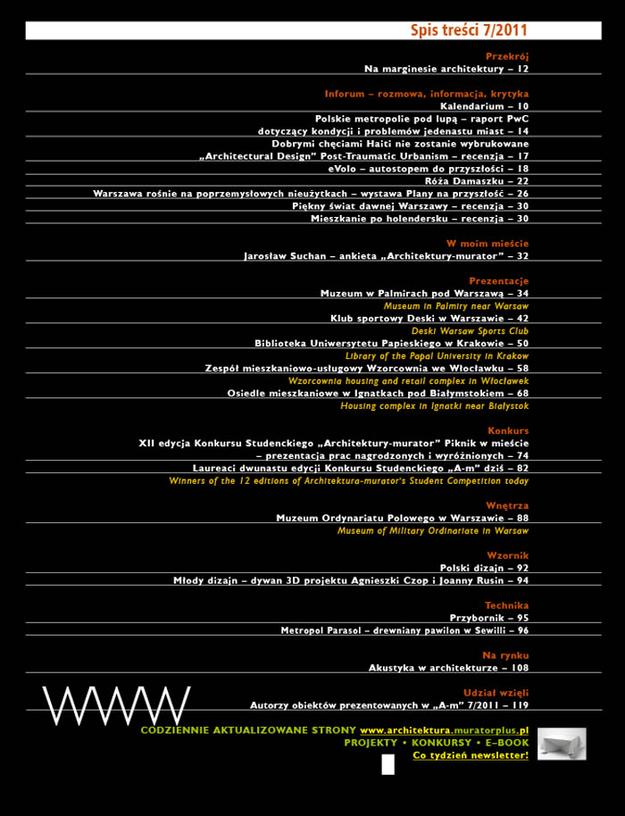 Spis treści 7/2011
Przekrój
Na marginesie architektury – 12
Inforum – rozmowa, informacja, krytyka
Kalendarium – 10
Polskie metropolie pod lupą – raport PwC
dotyczący kondycji i problemów jedenastu miast – 14
Dobrymi chęciami Haiti nie zostanie wybrukowane
„Architectural Design” Post-Traumatic Urbanism – recenzja – 17
eVolo – autostopem do przyszłości – 18
Róża Damaszku – 22
Warszawa rośnie na poprzemysłowych nieużytkach – wystawa Plany na przyszłość – 26
Piękny świat dawnej Warszawy – recenzja – 30
Mieszkanie po holendersku – recenzja – 30
W moim mieście
Jarosław Suchan – ankieta „Architektury-murator” – 32
Prezentacje
Muzeum w Palmirach pod Warszawą – 34
Museum in Palmiry near Warsaw
Klub sportowy Deski w Warszawie – 42
Deski Warsaw Sports Club
Biblioteka Uniwersytetu Papieskiego w Krakowie – 50
Library of the Papal University in Krakow
Zespół mieszkaniowo-usługowy Wzorcownia we Włocławku – 58
Wzorcownia housing and retail complex in Włocławek
Osiedle mieszkaniowe w Ignatkach pod Białymstokiem – 68
Housing complex in Ignatki near Białystok
Konkurs
XII edycja Konkursu Studenckiego „Architektury-murator” Piknik w mieście
– prezentacja prac nagrodzonych i wyróżnionych – 74
Laureaci dwunastu edycji Konkursu Studenckiego „A-m” dziś – 82
Winners of the 12 editions of Architektura-murator's Student Competition today
Wnętrza
Muzeum Ordynariatu Polowego w Warszawie – 88
Museum of Military Ordinariate in Warsaw
Wzornik
Polski dizajn – 92
Młody dizajn – dywan 3D projektu Agnieszki Czop i Joanny Rusin – 94
Technika
Przybornik – 95
Metropol Parasol – drewniany pawilon w Sewilli – 96
Na rynku
Akustyka w architekturze – 108
Udział wzięli
Autorzy obiektów prezentowanych w „A-m” 7/2011 – 119
WWW
CODZIENNIE AKTUALIZOWANE STRONY www.architektura.muratorplus.pl
PROJEKTY • KONKURSY • E-BOOK
Co tydzień newsletter!